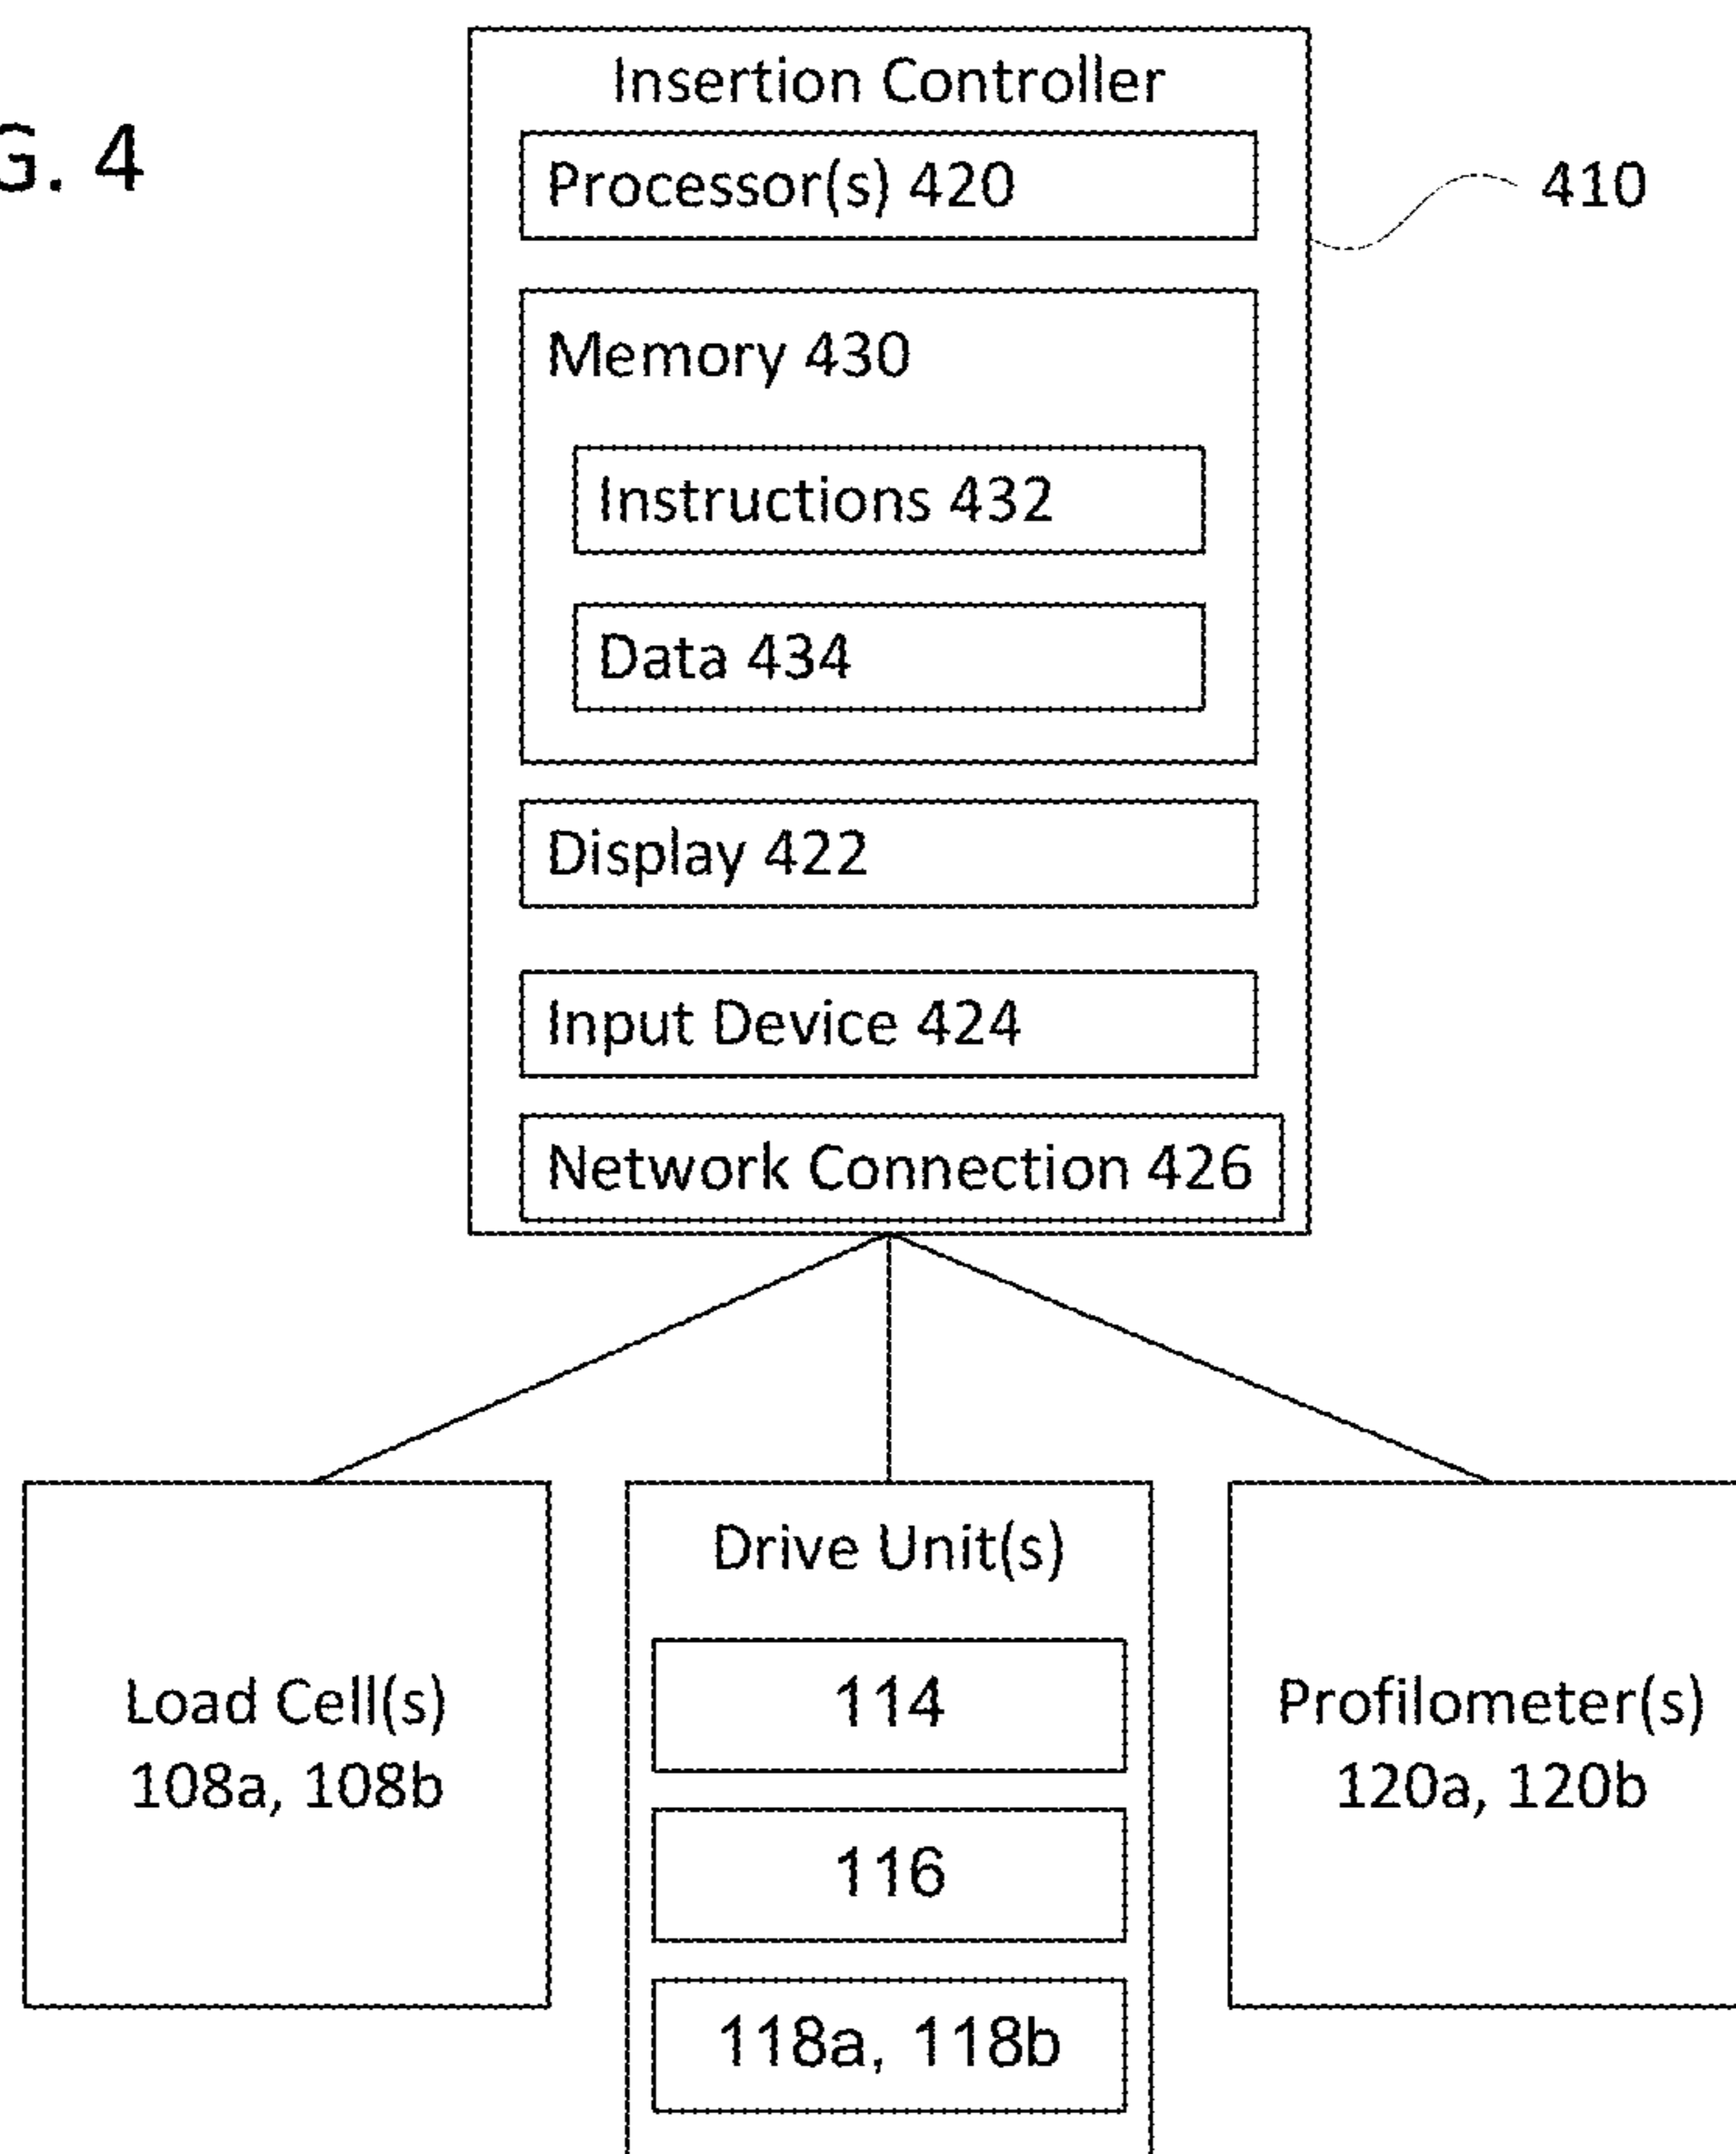 G. 4
Insertion Controller
Processor(s) 420
410
Memory 430
Instructions 432
Data 434
Display 422
Input Device 424
Network Connection 426
Load Cell(s)
108a, 108b
Drive Unit(s)
114
116
118a, 118b
Profilometer(s)
120a, 120b